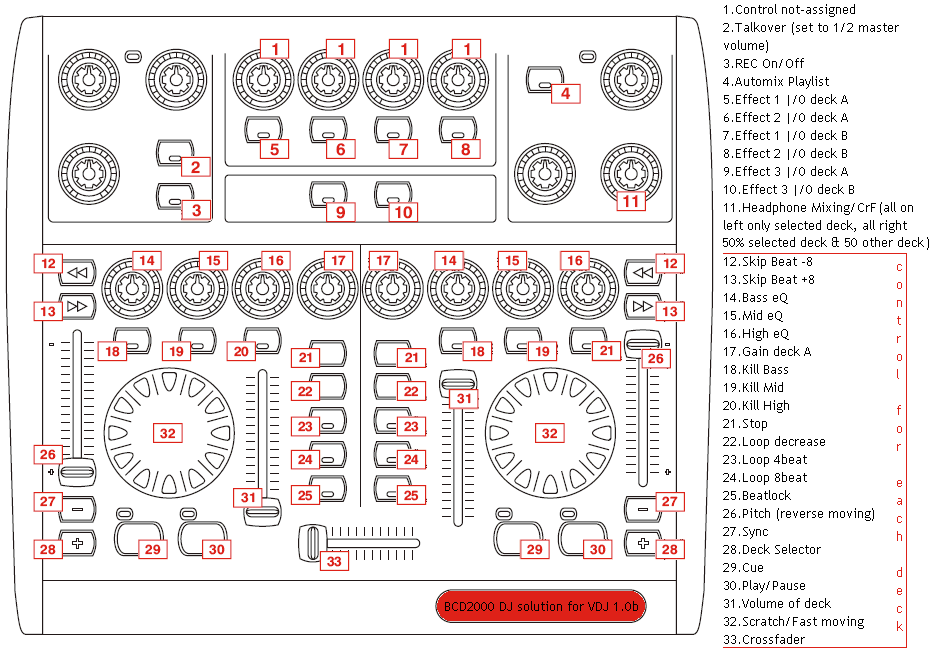 1.Control not-assigned
2.Talkover (set to 1/2 master
volume)
3.REC On/Off
4.Automix Playlist
5.Effect 1 |/O deck A
6.Effect 2 |/O deck A
7.Effect 1 |/O deck B
8.Effect 2 |/O deck B
9.Effect 3 |/O deck A
10.Effect 3 |/O deck B
11.Headphone Mixing/CrF(all on
left only selected deck, all right
50% selected deck & 50 other deck)
12.Skip Beat -8
13.Skip Beat +8
14.Bass eQ
15.Mid eQ
16.High eQ
17.Gain deck A
18.Kill Bass
19.Kill Mid
20.Kill High
21.Stop
22.Loop decrease
23.Loop 4beat
24.Loop 8beat
25.Beatlock
26.Pitch (reverse moving)
27.Sync
28.Deck Selector
29.Cue
30.Play/Pause
31.Volume of deck
32.Scratch/Fast moving
33.Crossfader
control for each deck
1 1 1 1
4
5 6 7 8
2
3
9 10
11
12 14 15 16 17 17 14 15 16 12
13 13
18 19 20 21 21 18 19 21
- -
26
22 22
31
23 23
32 32
26 24 24
+ +
31 25 25
27 - - 27
28 + 29 30 29 30 + 28
33
BCD2000 DJ solution for VDJ 1.0b